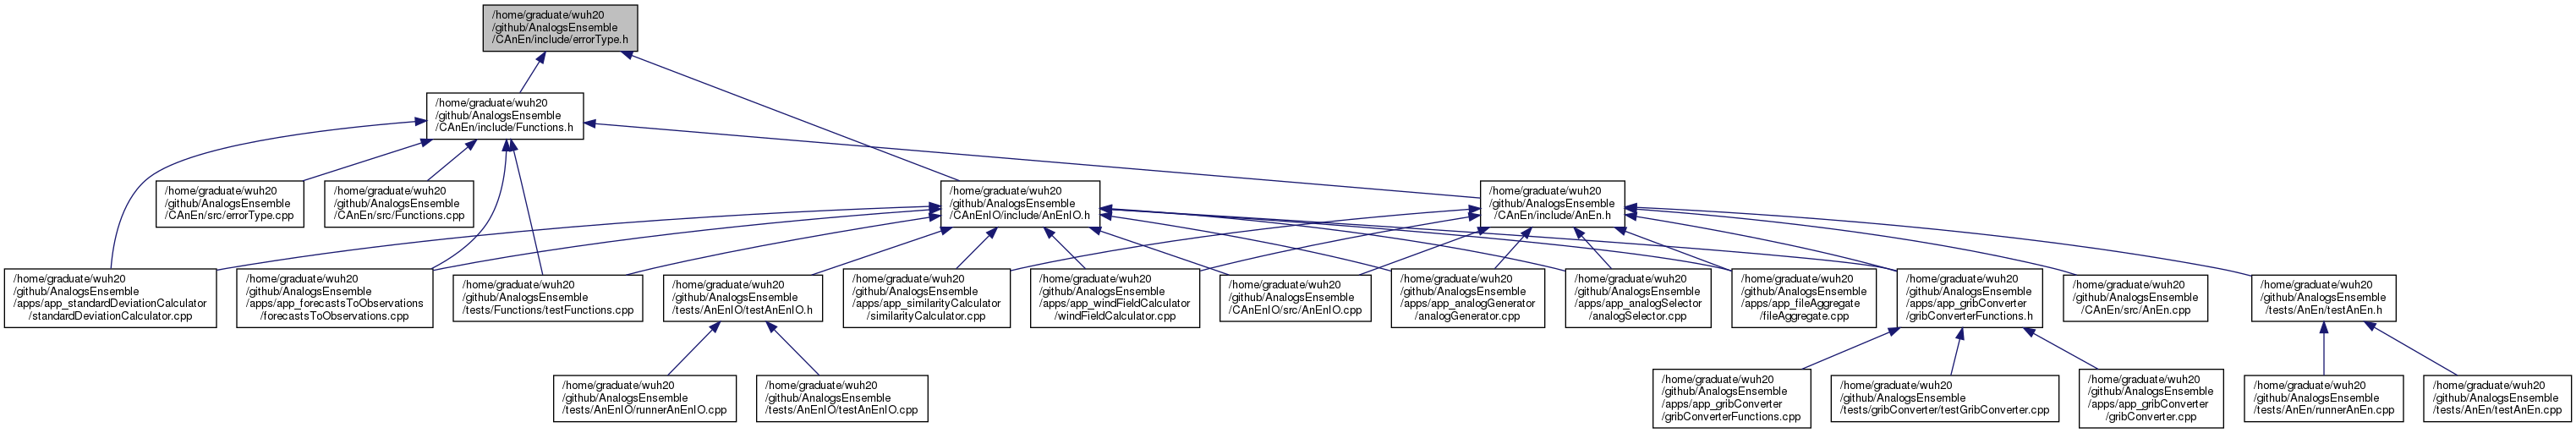 /home/graduate/wuh20
/github/AnalogsEnsemble
/CAnEn/include/errorType.h
/home/graduate/wuh20
/github/AnalogsEnsemble
/CAnEn/include/Functions.h
/home/graduate/wuh20
/github/AnalogsEnsemble
/CAnEn/src/errorType.cpp
/home/graduate/wuh20
/github/AnalogsEnsemble
/CAnEn/src/Functions.cpp
/home/graduate/wuh20
/github/AnalogsEnsemble
/CAnEnIO/include/AnEnIO.h
/home/graduate/wuh20
/github/AnalogsEnsemble
/CAnEn/include/AnEn.h
/home/graduate/wuh20
/github/AnalogsEnsemble
/apps/app_standardDeviationCalculator
/standardDeviationCalculator.cpp
/home/graduate/wuh20
/github/AnalogsEnsemble
/apps/app_forecastsToObservations
/forecastsToObservations.cpp
/home/graduate/wuh20
/github/AnalogsEnsemble
/tests/Functions/testFunctions.cpp
/home/graduate/wuh20
/github/AnalogsEnsemble
/tests/AnEnIO/testAnEnIO.h
/home/graduate/wuh20
/github/AnalogsEnsemble
/apps/app_similarityCalculator
/similarityCalculator.cpp
/home/graduate/wuh20
/github/AnalogsEnsemble
/apps/app_windFieldCalculator
/windFieldCalculator.cpp
/home/graduate/wuh20
/github/AnalogsEnsemble
/CAnEnIO/src/AnEnIO.cpp
/home/graduate/wuh20
/github/AnalogsEnsemble
/apps/app_analogGenerator
/analogGenerator.cpp
/home/graduate/wuh20
/github/AnalogsEnsemble
/apps/app_analogSelector
/analogSelector.cpp
/home/graduate/wuh20
/github/AnalogsEnsemble
/apps/app_fileAggregate
/fileAggregate.cpp
/home/graduate/wuh20
/github/AnalogsEnsemble
/apps/app_gribConverter
/gribConverterFunctions.h
/home/graduate/wuh20
/github/AnalogsEnsemble
/CAnEn/src/AnEn.cpp
/home/graduate/wuh20
/github/AnalogsEnsemble
/tests/AnEn/testAnEn.h
/home/graduate/wuh20
/github/AnalogsEnsemble
/tests/AnEnIO/runnerAnEnIO.cpp
/home/graduate/wuh20
/github/AnalogsEnsemble
/tests/AnEnIO/testAnEnIO.cpp
/home/graduate/wuh20
/github/AnalogsEnsemble
/apps/app_gribConverter
/gribConverterFunctions.cpp
/home/graduate/wuh20
/github/AnalogsEnsemble
/tests/gribConverter/testGribConverter.cpp
/home/graduate/wuh20
/github/AnalogsEnsemble
/apps/app_gribConverter
/gribConverter.cpp
/home/graduate/wuh20
/github/AnalogsEnsemble
/tests/AnEn/runnerAnEn.cpp
/home/graduate/wuh20
/github/AnalogsEnsemble
/tests/AnEn/testAnEn.cpp